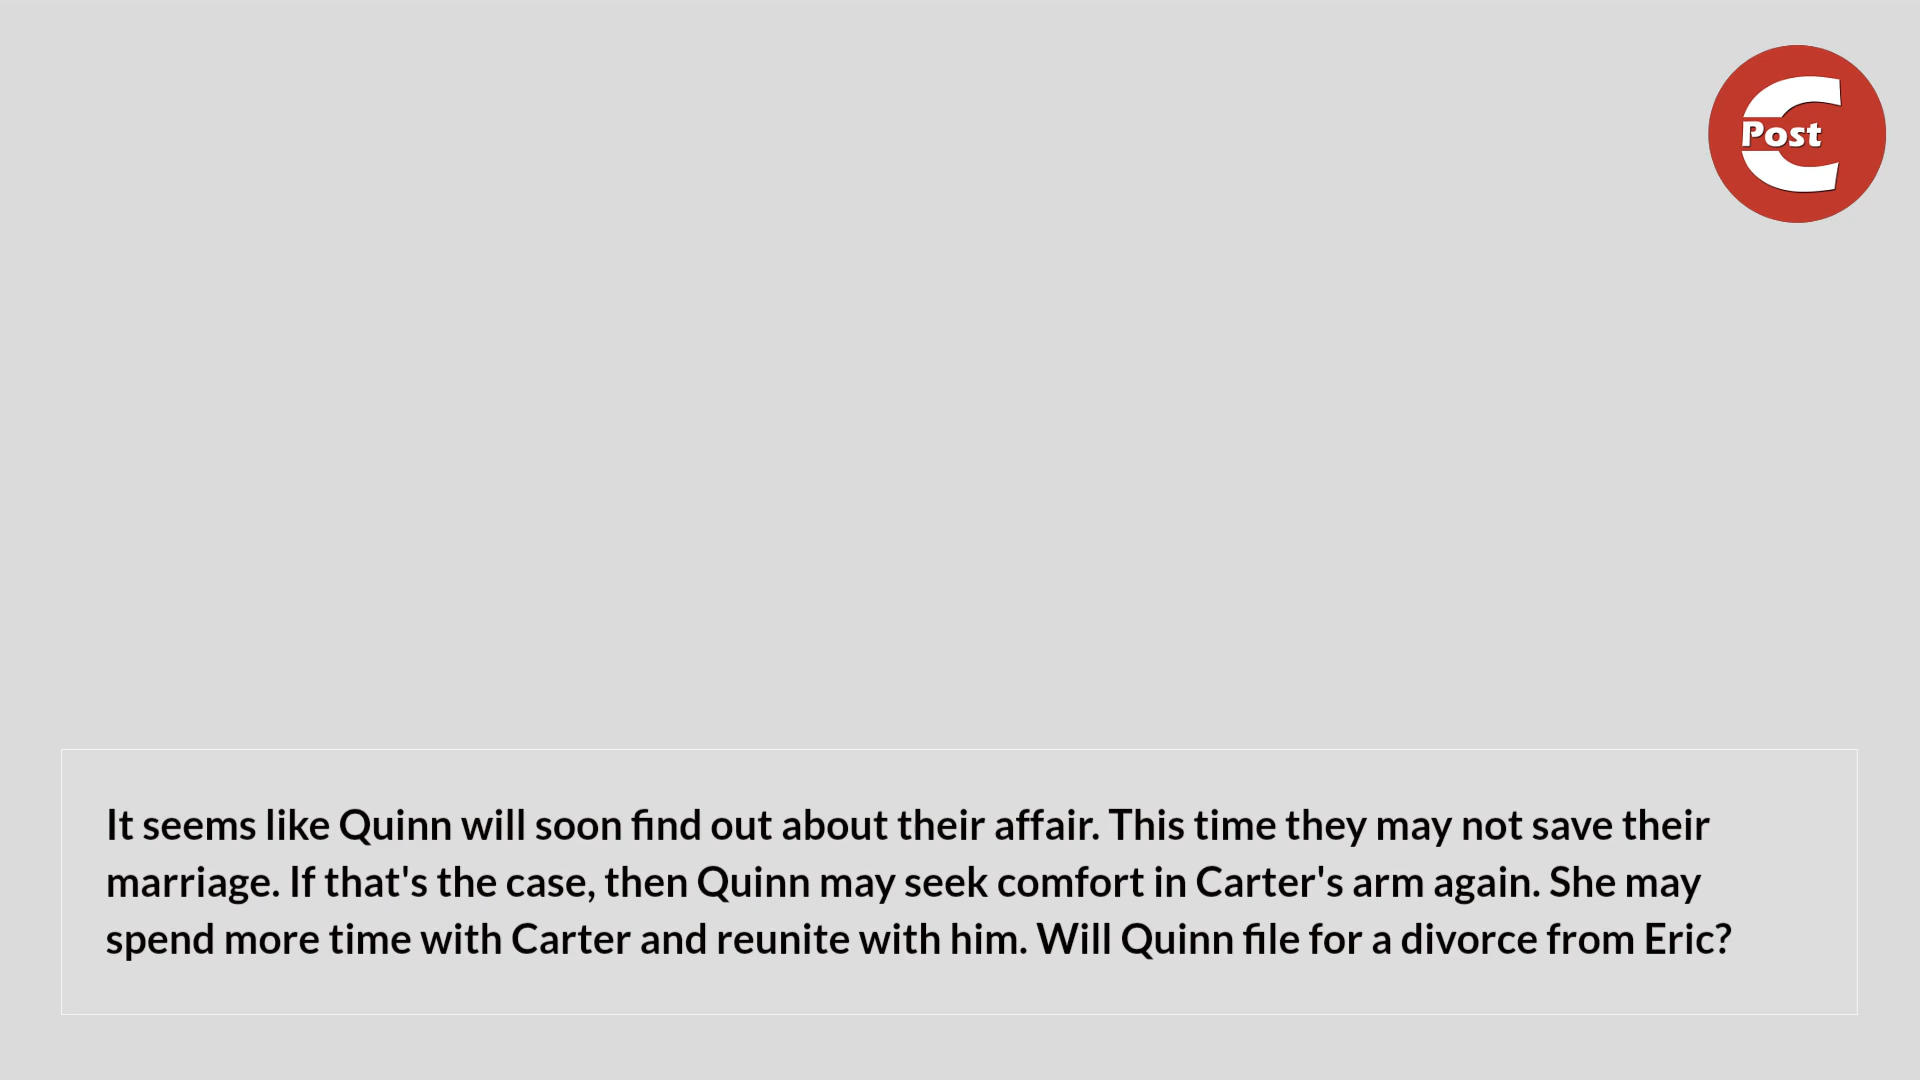 C
Post
It seems like Quinn will soon find out about their affair. This time they may not save their
marriage. If that's the case, then Quinn may seek comfort in Carter's arm again. She may
spend more time with Carter and reunite with him. Will Quinn file for a divorce from Eric?